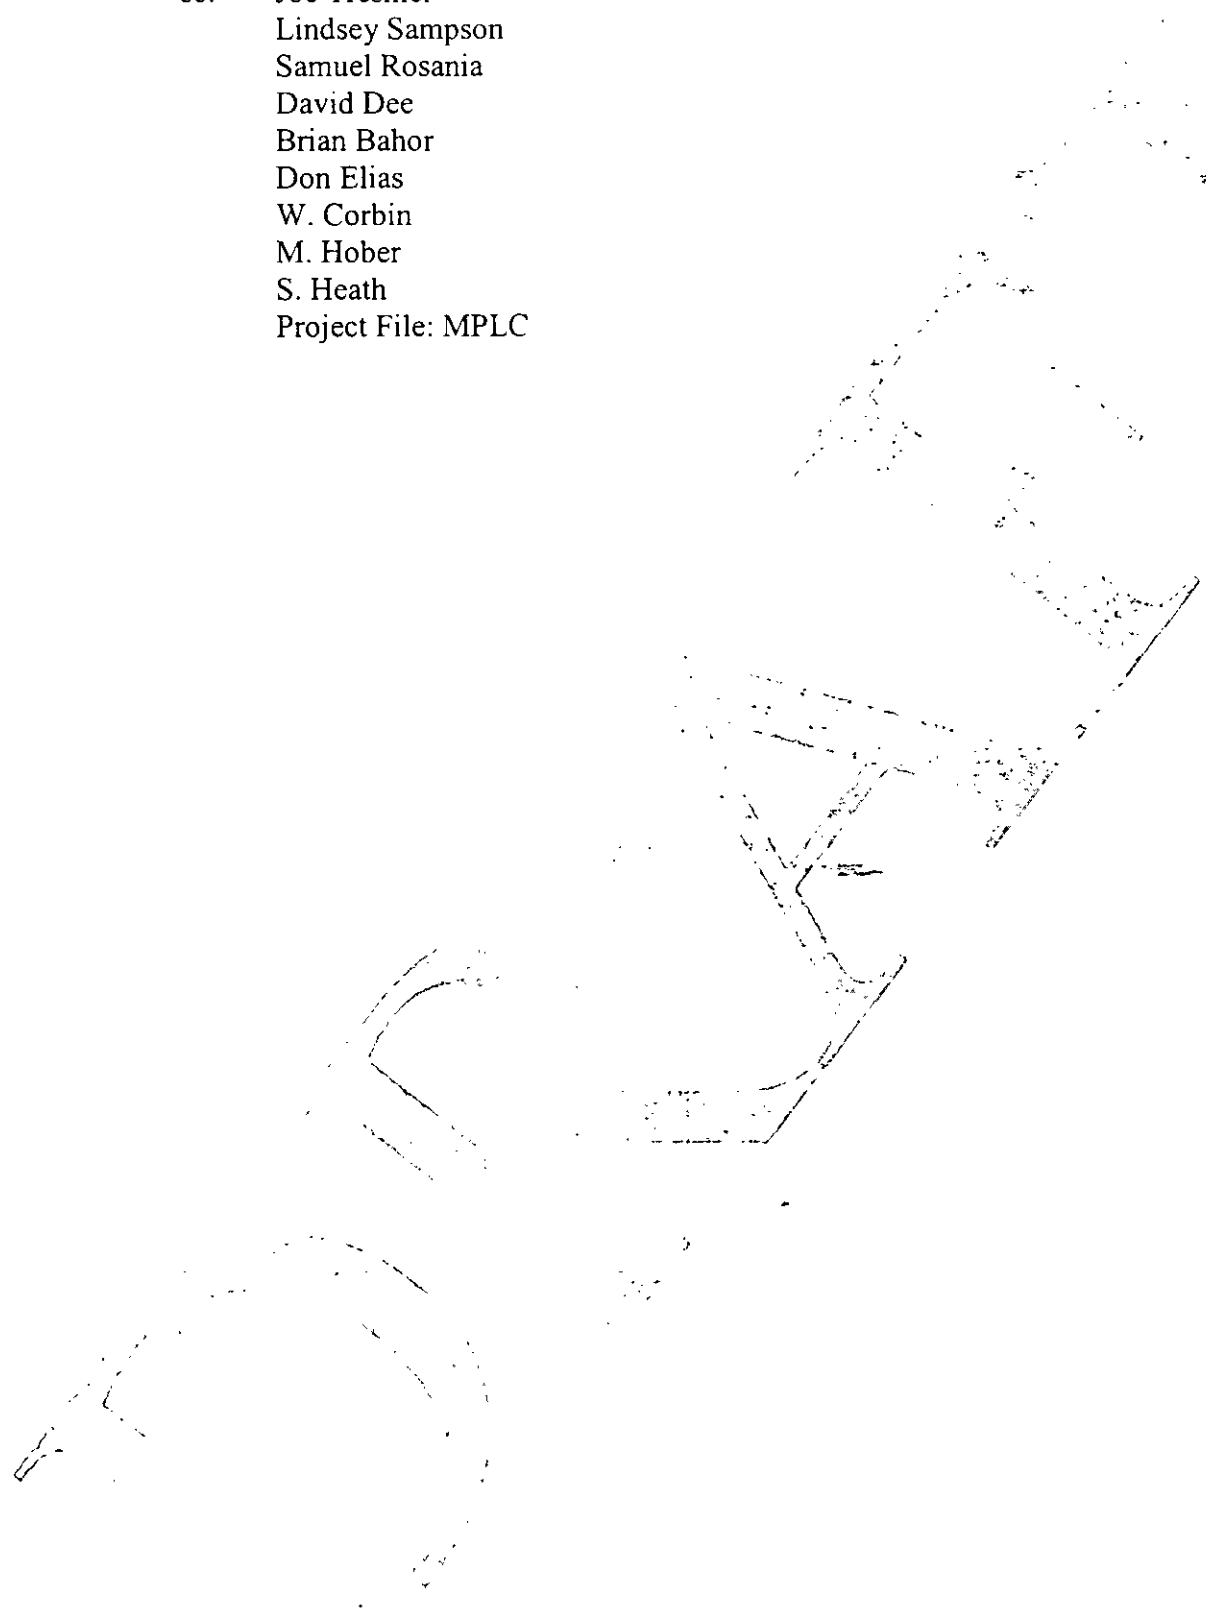 Lindsey Sampson
Samuel Rosania
David Dee
Brian Bahor
Don Elias
W. Corbin
M. Hober
S. Heath
Project File: MPLC